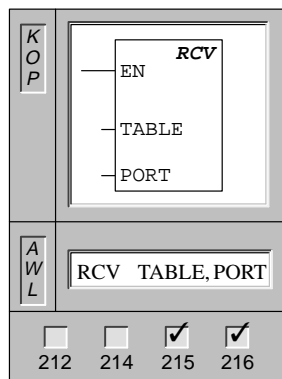 K
O
P
RCV
EN
TABLE
PORT
A
W
L
RCV TABLE, PORT
212 214 215 216